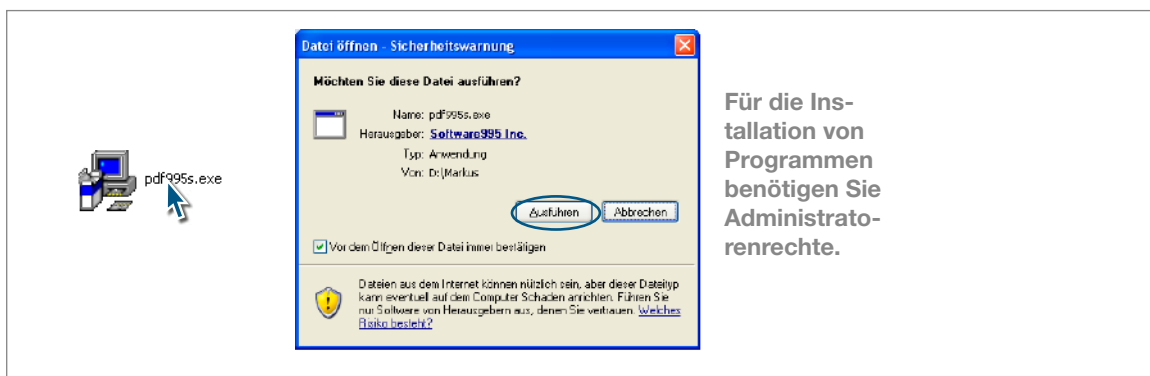 pdf995s.exe
Datei öffnen - Sicherheitswarnung
Möchten Sie diese Datei ausführen?
Name: pdf995s.exe
Herausgeber: Software995 Inc.
Typ: Anwendung
Von: D:\Markus
Ausführen
Abbrechen
Vor dem Öffnen dieser Datei immer bestätigen
Dateien aus dem Internet können nützlich sein, aber dieser Dateityp
kann eventuell auf dem Computer Schaden anrichten. Führen Sie
nur Software von Herausgebern aus, denen Sie vertrauen. Welches
Risiko besteht?
Für die Ins-
tallation von
Programmen
benötigen Sie
Administrato-
renrechte.